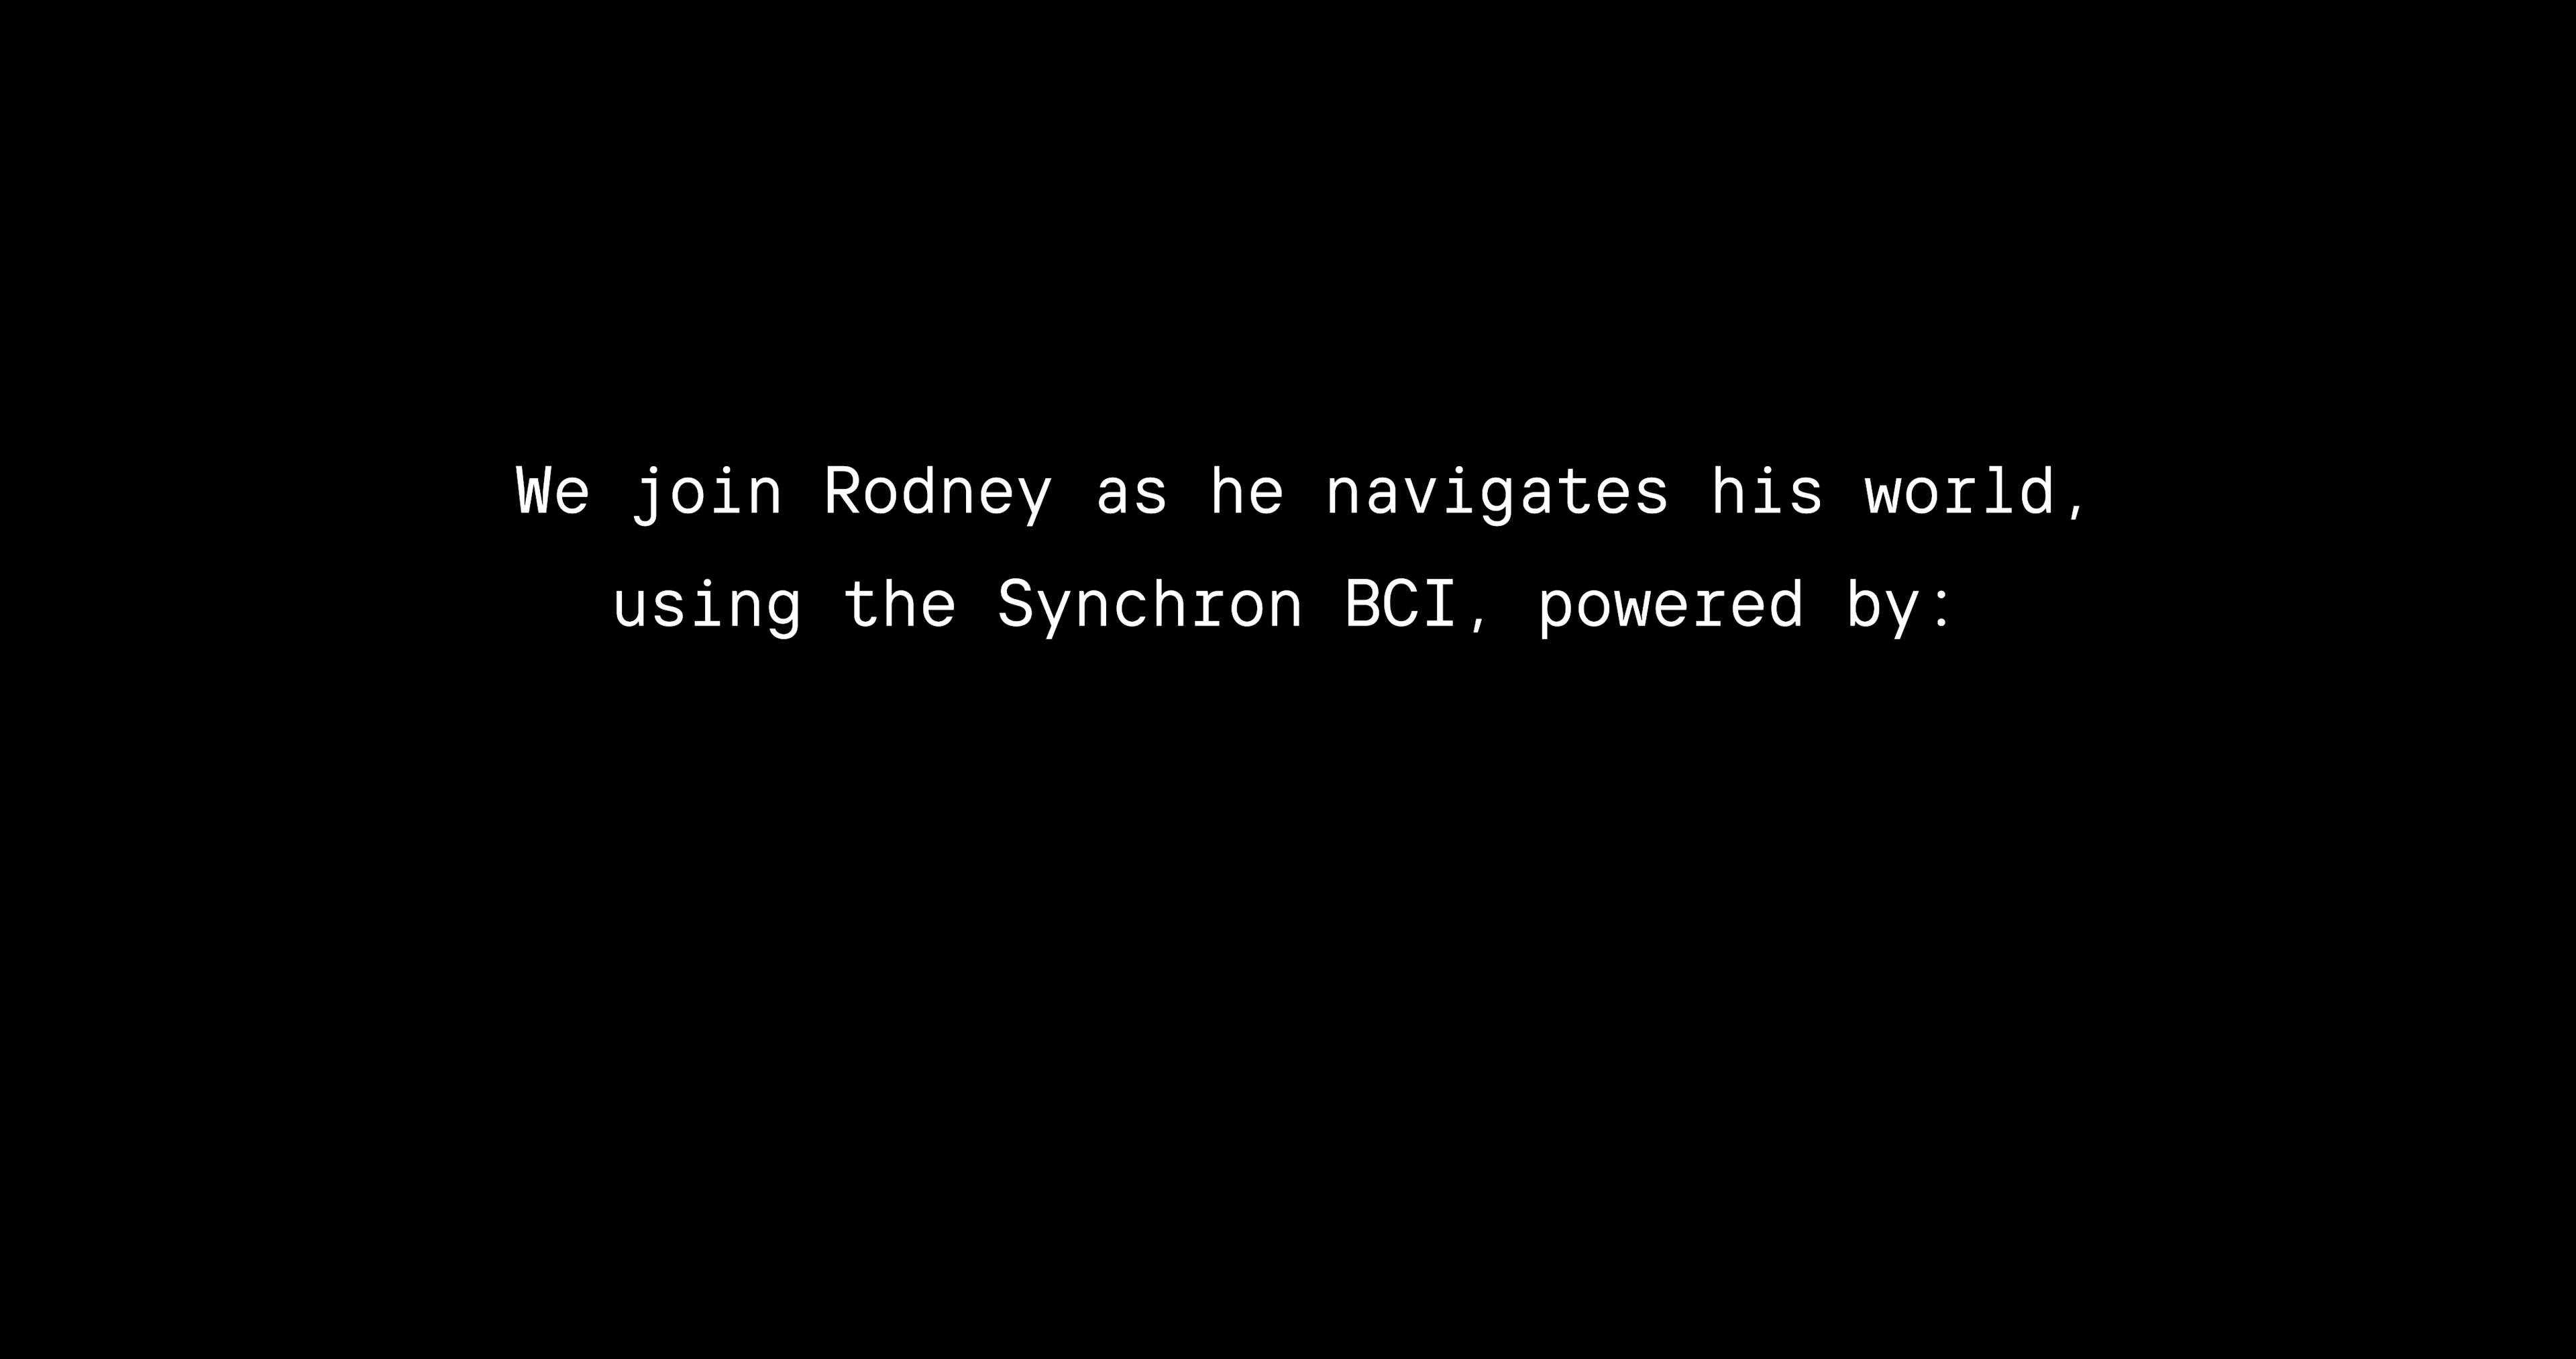 We join Rodney as he navigates his world,
using the Synchron BCI, powered by: